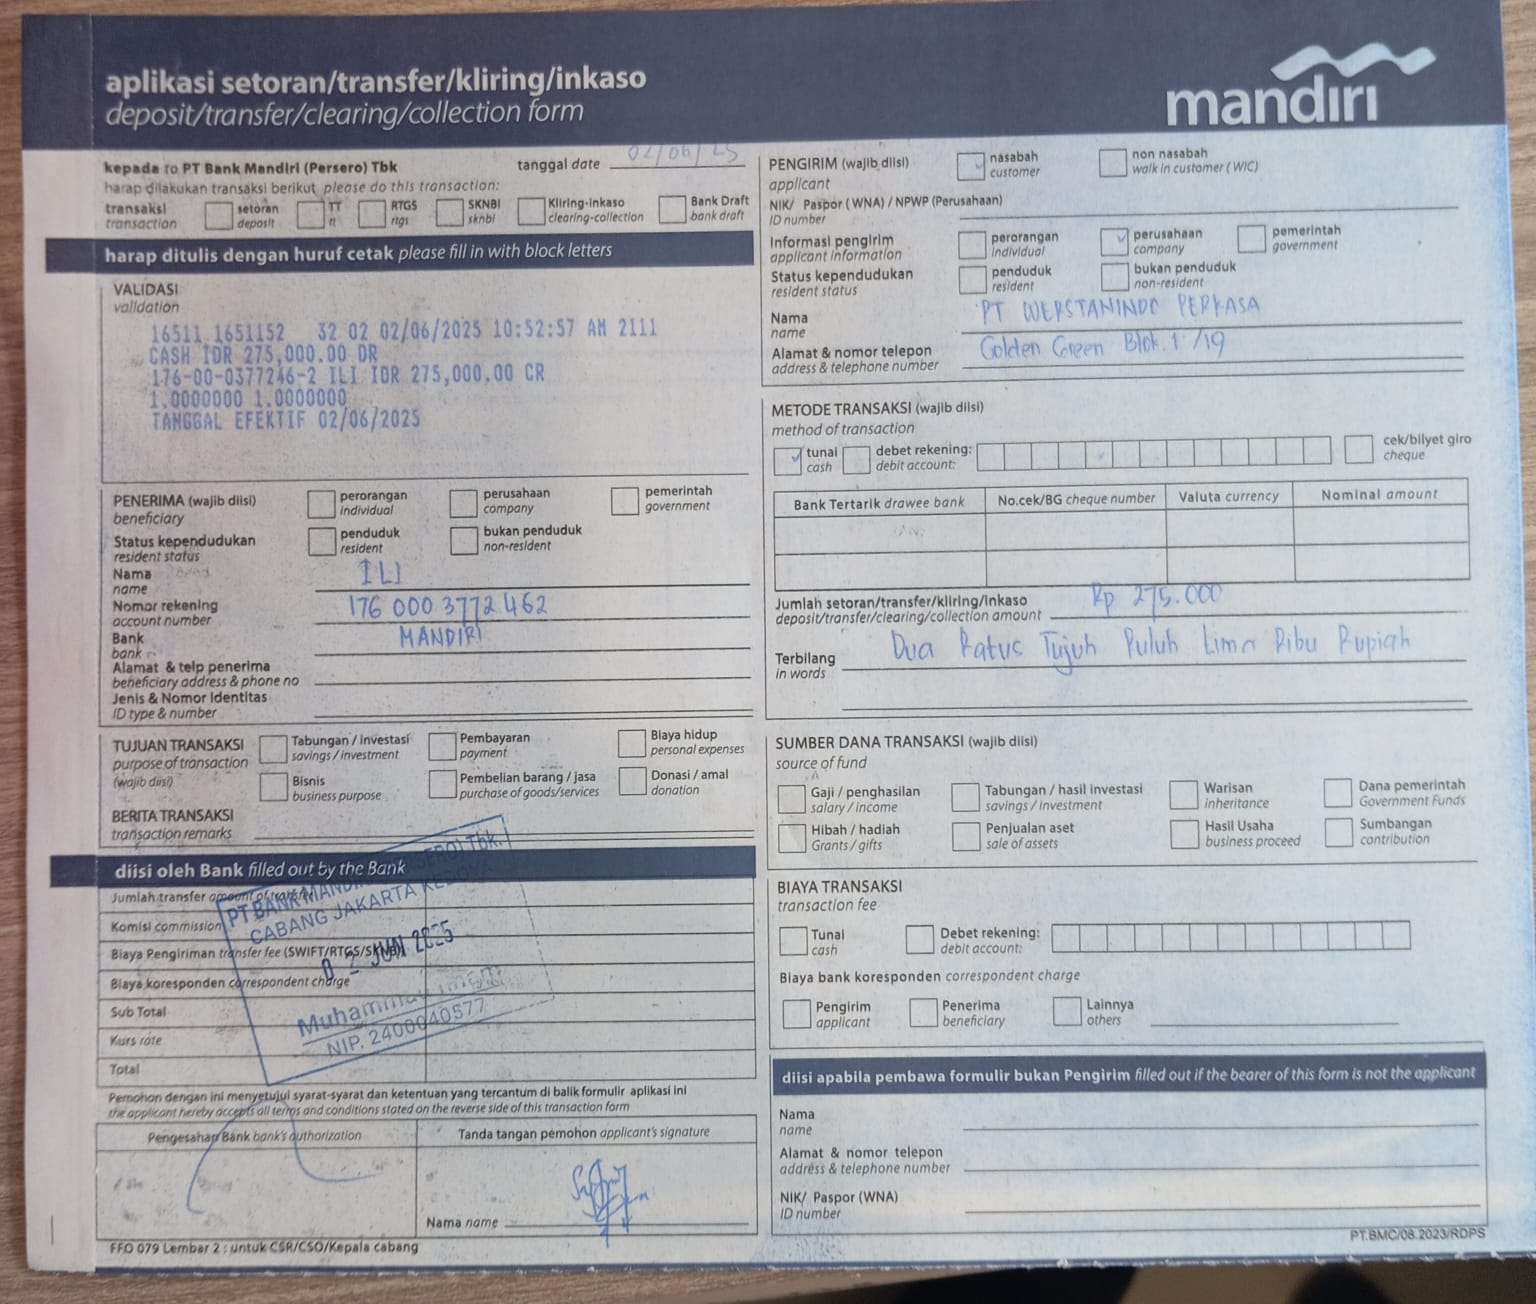 aplikasi setoran/transfer/kliring/inkaso
deposit/transfer/clearing/collection form
mandiri
kepada to PT Bank Mandiri (Persero) Tbk
tanggal date 02/06/25
harap dilakukan transaksi berikut please do this transaction:
transaksi
transaction
setoran
deposit
TT
tt
RTGS
rtgs
SKNBI
sknbi
Kliring-inkaso
clearing-collection
Bank Draft
bank draft
harap ditulis dengan huruf cetak please fill in with block letters
VALIDASI
validation
16511 1651152 32 02 02/06/2025 10:52:57 AM 2111
CASH IDR 275,000.00 DR
176-00-0377246-2 ILI IDR 275,000.00 CR
1.0000000 1.0000000
TANGGAL EFEKTIF 02/06/2025
PENERIMA (wajib diisi)
beneficiary
perorangan
individual
perusahaan
company
pemerintah
government
Status kependudukan
resident status
penduduk
resident
bukan penduduk
non-resident
Nama
name
ILI
Nomor rekening
account number
176 000 3772 462
Bank
bank
MANDIRI
Alamat & telp penerima
beneficiary address & phone no
Jenis & Nomor Identitas
ID type & number
TUJUAN TRANSAKSI
purpose of transaction
(wajib diisi)
Tabungan / investasi
savings / investment
Pembayaran
payment
Biaya hidup
personal expenses
Bisnis
business purpose
Pembelian barang / jasa
purchase of goods/services
Donasi / amal
donation
BERITA TRANSAKSI
transaction remarks
diisi oleh Bank filled out by the Bank
Jumlah transfer amount of transfer
Komisi commission
Biaya Pengiriman transfer fee (SWIFT/RTGS/SKNBI)
Biaya koresponden correspondent charge
Sub Total
Kurs rate
Total
PT BANK MANDIRI (PERSERO) Tbk.
CABANG JAKARTA KEDOYA
02 JUN 2025
Muhammad
NIP. 2400040577
Pemohon dengan ini menyetujui syarat-syarat dan ketentuan yang tercantum di balik formulir aplikasi ini
the applicant hereby accepts all terms and conditions stated on the reverse side of this transaction form
Pengesahan Bank bank's authorization
Tanda tangan pemohon applicant's signature
Nama name
FFO 079 Lembar 2 : untuk CSR/CSO/Kepala cabang
PENGIRIM (wajib diisi)
applicant
nasabah
customer
non nasabah
walk in customer (WIC)
NIK/ Paspor (WNA) / NPWP (Perusahaan)
ID number
Informasi pengirim
applicant information
perorangan
individual
perusahaan
company
pemerintah
government
Status kependudukan
resident status
penduduk
resident
bukan penduduk
non-resident
Nama
name
PT WERSTANINDO PERKASA
Alamat & nomor telepon
address & telephone number
Golden Green Blok.1 /19
METODE TRANSAKSI (wajib diisi)
method of transaction
tunai
cash
debet rekening:
debit account:
cek/bilyet giro
cheque
Bank Tertarik drawee bank
No.cek/BG cheque number
Valuta currency
Nominal amount
Jumlah setoran/transfer/kliring/inkaso
deposit/transfer/clearing/collection amount
Rp 275.000
Terbilang
in words
Dua Ratus Tujuh Puluh Lima Ribu Rupiah
SUMBER DANA TRANSAKSI (wajib diisi)
source of fund
Gaji / penghasilan
salary / income
Tabungan / hasil investasi
savings / investment
Warisan
inheritance
Dana pemerintah
Government Funds
Hibah / hadiah
Grants / gifts
Penjualan aset
sale of assets
Hasil Usaha
business proceed
Sumbangan
contribution
BIAYA TRANSAKSI
transaction fee
Tunai
cash
Debet rekening:
debit account:
Biaya bank koresponden correspondent charge
Pengirim
applicant
Penerima
beneficiary
Lainnya
others
diisi apabila pembawa formulir bukan Pengirim filled out if the bearer of this form is not the applicant
Nama
name
Alamat & nomor telepon
address & telephone number
NIK/ Paspor (WNA)
ID number
PT.BMC/08.2023/RDPS